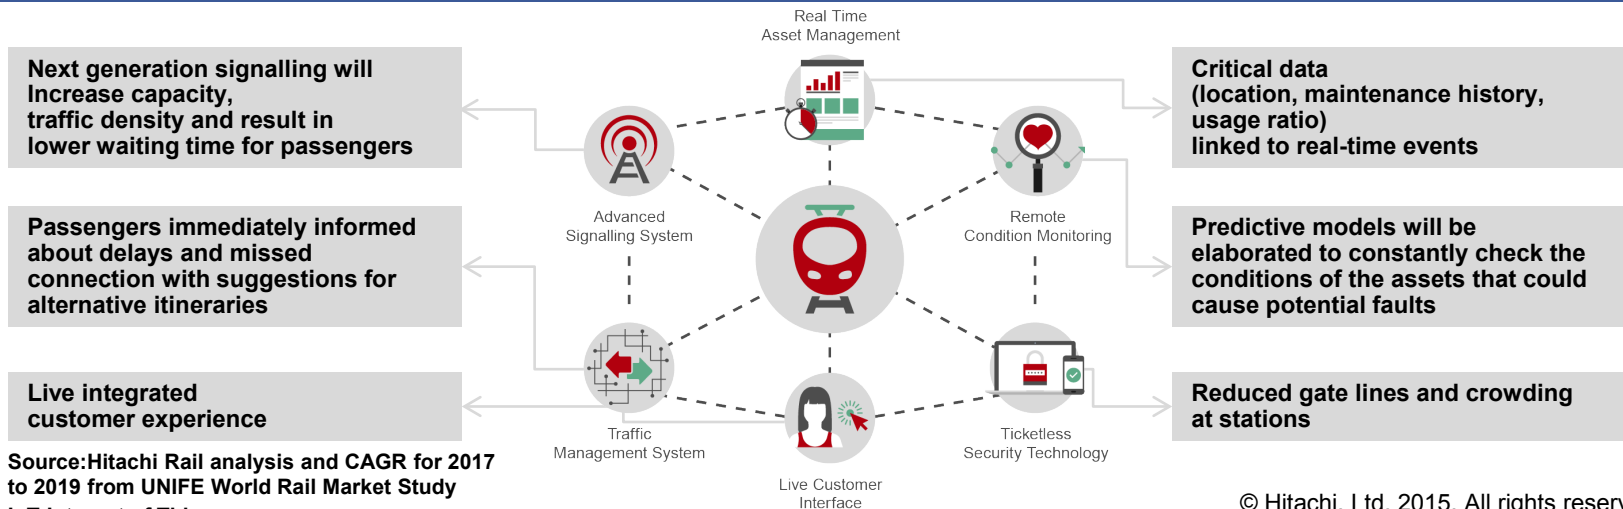 Real Time
Asset Management
Next generation signalling will
Increase capacity,
traffic density and result in
lower waiting time for passengers
Critical data
(location, maintenance history,
usage ratio)
linked to real-time events
Advanced
Signalling System
Remote
Condition Monitoring
Passengers immediately informed
about delays and missed
connection with suggestions for
alternative itineraries
Predictive models will be
elaborated to constantly check the
conditions of the assets that could
cause potential faults
Live integrated
customer experience
Reduced gate lines and crowding
at stations
Traffic
Management System
Ticketless
Security Technology
Live Customer
Interface
Source:Hitachi Rail analysis and CAGR for 2017
to 2019 from UNIFE World Rail Market Study
© Hitachi, Ltd. 2015. All rights reserv